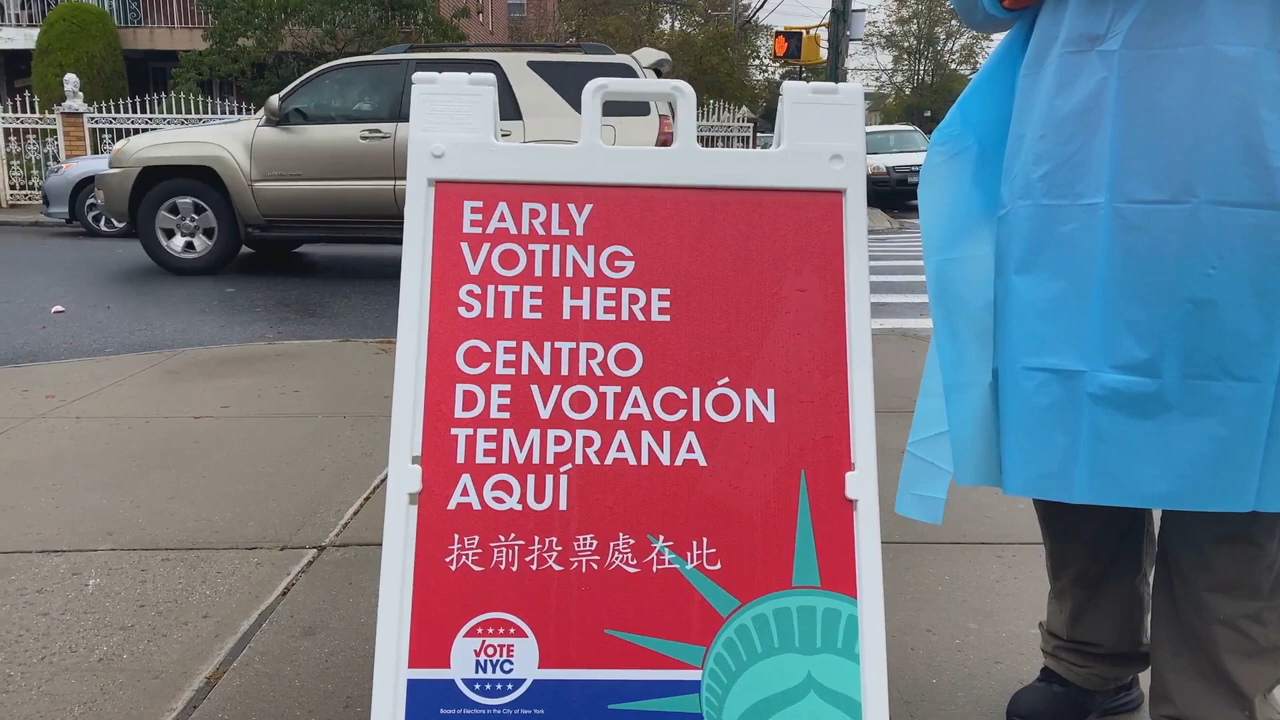 EARLY
VOTING
SITE HERE
CENTRO
DE VOTACIÓN
TEMPRANA
AQUÍ
提前投票處在此
VOTE
NYC
Board of Elections in the City of New York